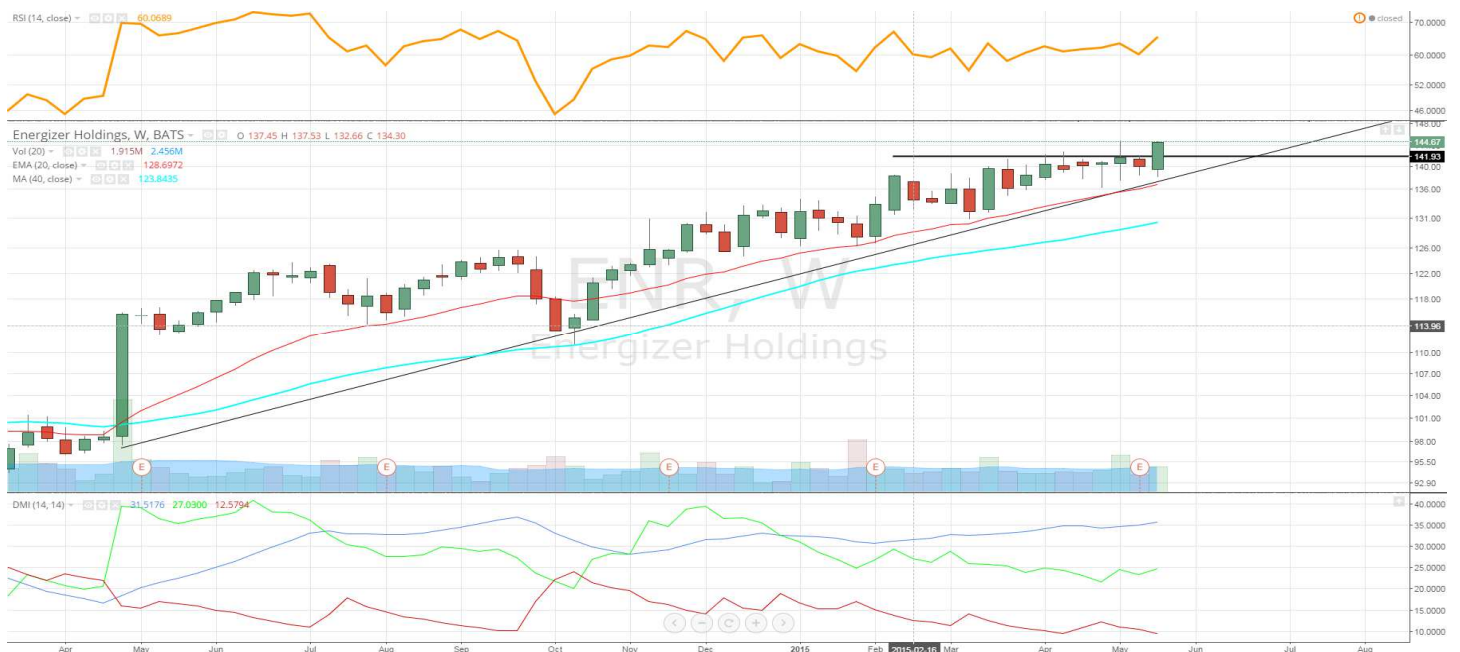 RSI (14, close) 60.0689
! closed
70.0000
60.0000
52.0000
46.0000
Energizer Holdings, W, BATS O 137.45 H 137.53 L 132.66 C 134.30
Vol (20) 1.915M 2.456M
EMA (20, close) 128.6972
MA (40, close) 123.8435
148.00
144.67
141.93
140.00
136.00
131.00
126.00
122.00
118.00
113.96
110.00
107.00
104.00
101.00
98.00
95.50
92.90
ENR, W
Energizer Holdings
E E E E E
DMI (14, 14) 31.5176 27.0300 12.5794
40.0000
35.0000
30.0000
25.0000
20.0000
15.0000
10.0000
Apr May Jun Jul Aug Sep Oct Nov Dec 2015 Feb 2015-02-16 Mar Apr May Jun Jul Aug